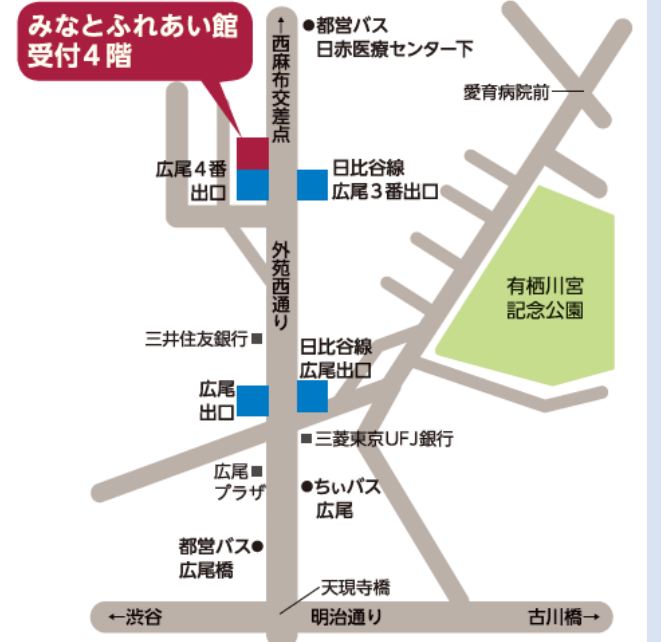 みなとふれあい館
受付４階
↑西麻布交差点
●都営バス
日赤医療センター下
愛育病院前
広尾４番
出口
日比谷線
広尾３番出口
外苑西通り
有栖川宮
記念公園
三井住友銀行
日比谷線
広尾出口
広尾
出口
三菱東京UFJ銀行
広尾
プラザ
●ちぃバス
広尾
都営バス●
広尾橋
天現寺橋
←渋谷
明治通り
古川橋→